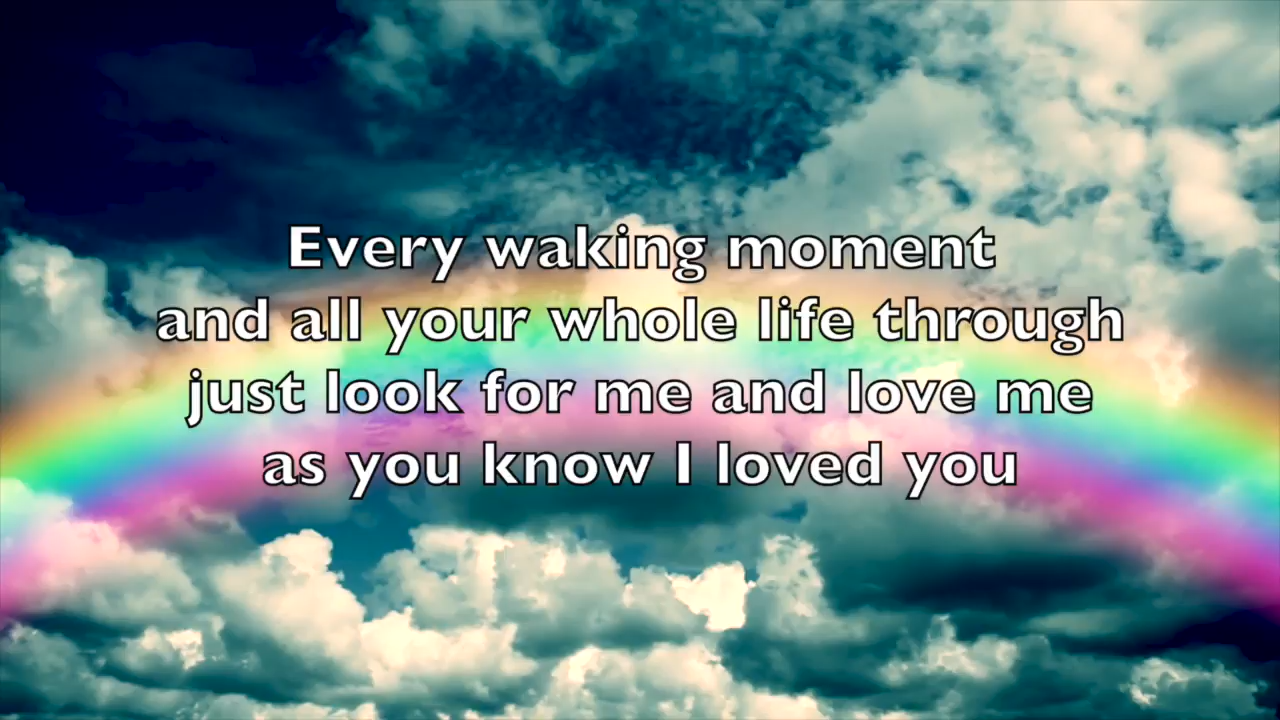 Every waking moment
and all your whole life through
just look for me and love me
as you know I loved you